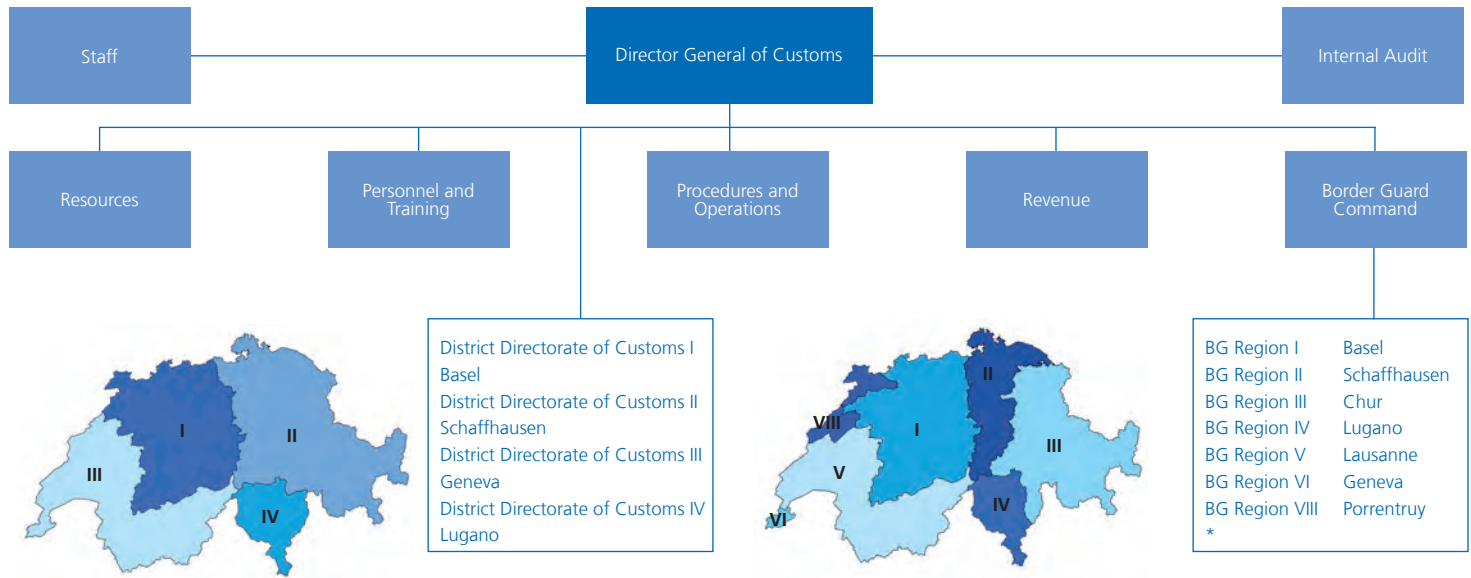 Staff
Director General of Customs
Internal Audit
Resources
Personnel and
Training
Procedures and
Operations
Revenue
Border Guard
Command
I
II
III
IV
District Directorate of Customs I
Basel
District Directorate of Customs II
Schaffhausen
District Directorate of Customs III
Geneva
District Directorate of Customs IV
Lugano
II
VIII
I
III
V
IV
VI
BG Region I Basel
BG Region II Schaffhausen
BG Region III Chur
BG Region IV Lugano
BG Region V Lausanne
BG Region VI Geneva
BG Region VIII Porrentruy
*